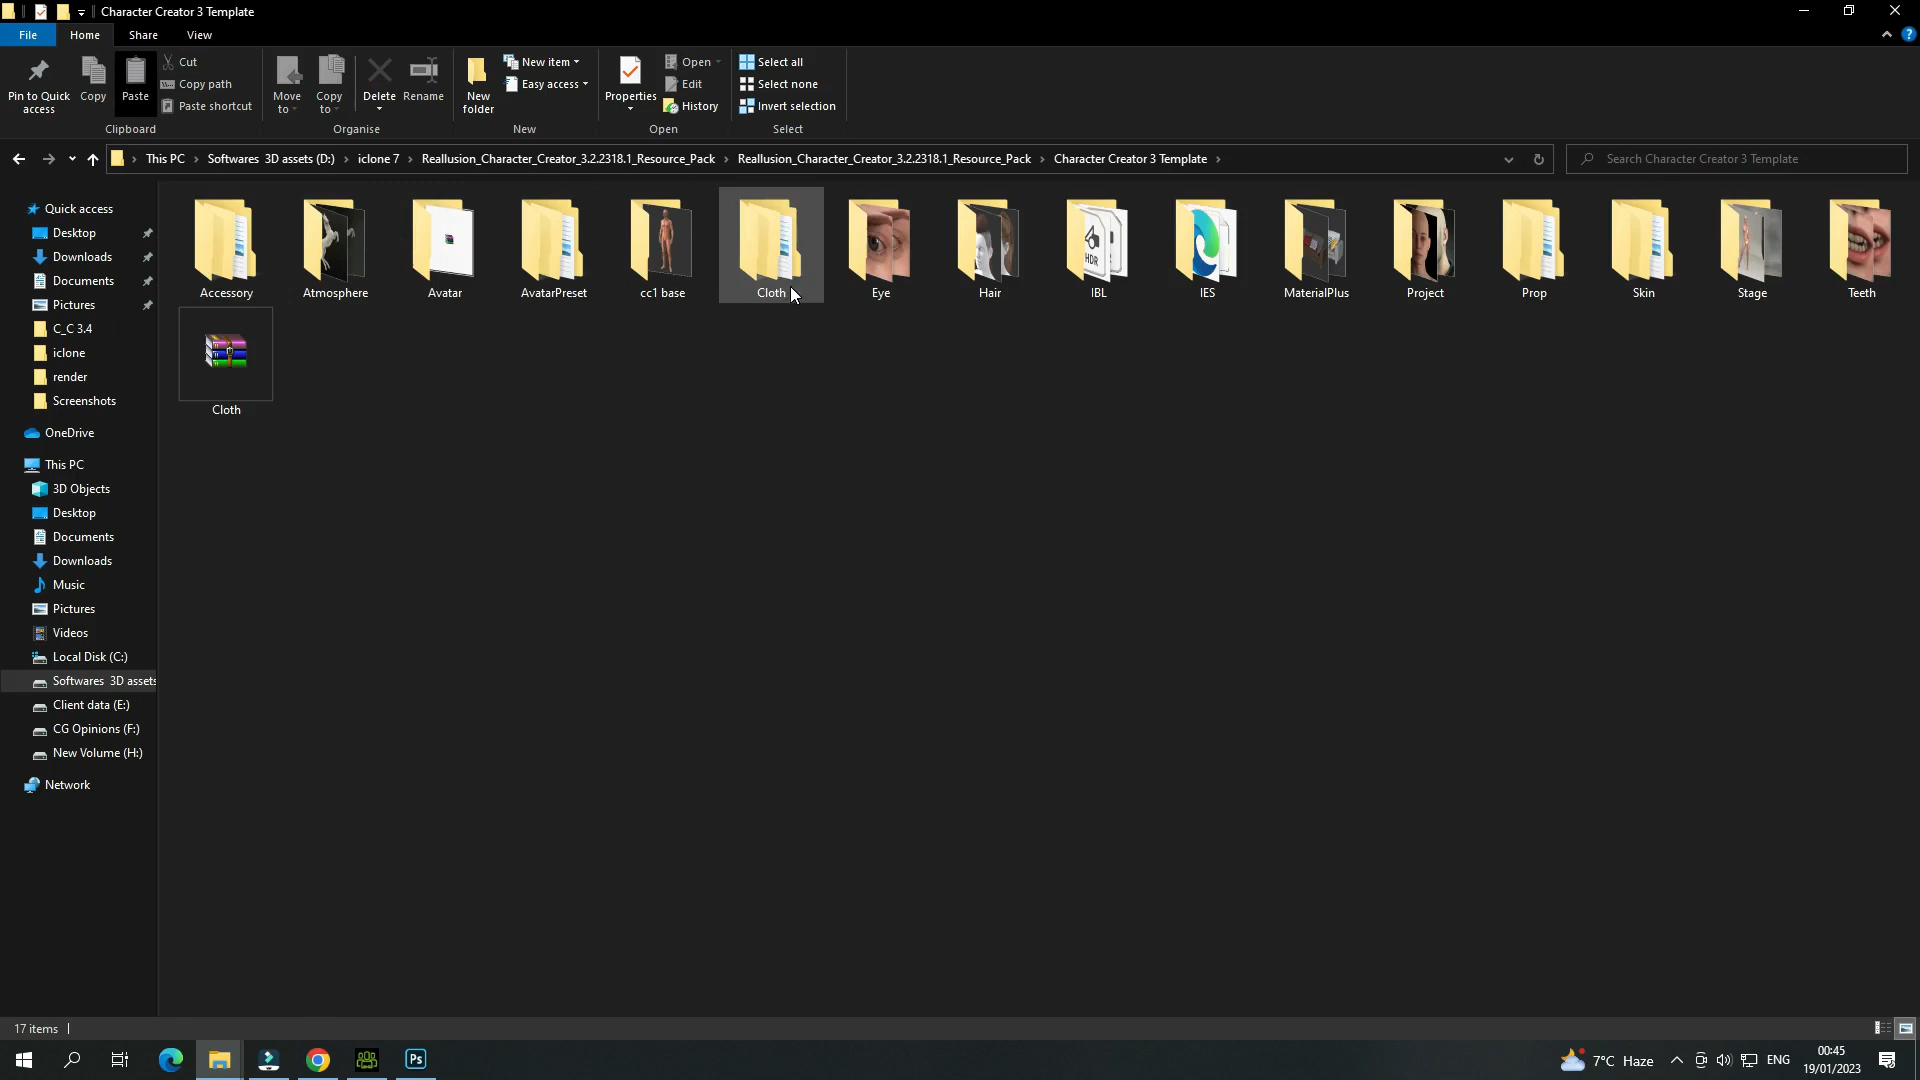 Character Creator 3 Template
File Home Share View
Pin to Quick access
Copy
Paste
Cut
Copy path
Paste shortcut
Clipboard
Move to
Copy to
Delete
Rename
Organise
New folder
New item
Easy access
New
Properties
Open
Edit
History
Open
Select all
Select none
Invert selection
Select
This PC
Softwares 3D assets (D:)
iclone 7
Reallusion_Character_Creator_3.2.2318.1_Resource_Pack
Reallusion_Character_Creator_3.2.2318.1_Resource_Pack
Character Creator 3 Template
Search Character Creator 3 Template
Quick access
Desktop
Downloads
Documents
Pictures
C_C 3.4
iclone
render
Screenshots
OneDrive
This PC
3D Objects
Desktop
Documents
Downloads
Music
Pictures
Videos
Local Disk (C:)
Softwares 3D assets
Client data (E:)
CG Opinions (F:)
New Volume (H:)
Network
Accessory
Atmosphere
Avatar
AvatarPreset
cc1 base
Cloth
Eye
Hair
HDR
IBL
IES
MaterialPlus
Project
Prop
Skin
Stage
Teeth
Cloth
17 items
Ps
7°C Haze
ENG
00:45
19/01/2023